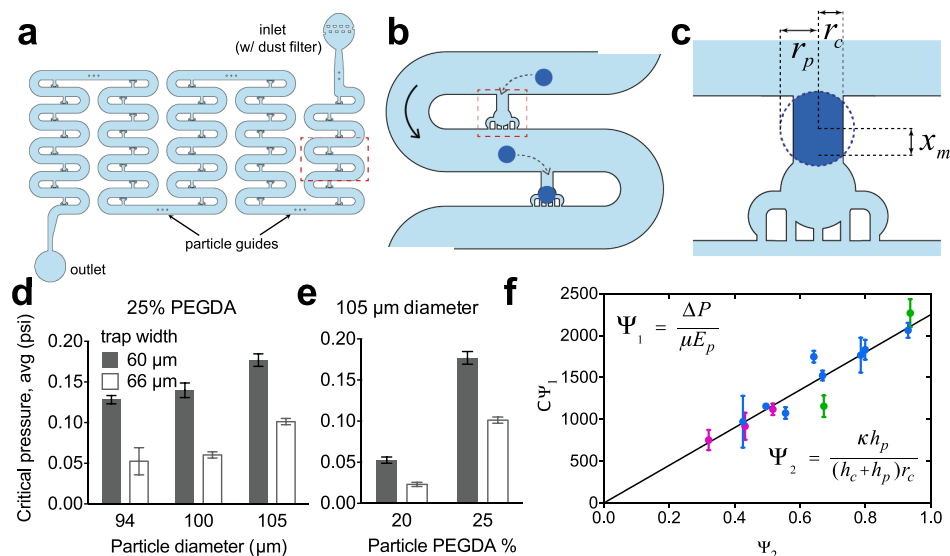 a
inlet
(w/ dust filter)
particle guides
outlet
b
c
r_p
r_c
x_m
d
25% PEGDA
trap width
60 µm
66 µm
Critical pressure, avg (psi)
0.20
0.15
0.10
0.05
0.00
94 100 105
Particle diameter (µm)
e
105 µm diameter
0.20
0.15
0.10
0.05
0.00
20 25
Particle PEGDA %
f
CΨ₁
2500
2000
1500
1000
500
0
Ψ₁ = ΔP / μE_p
Ψ₂ = κh_p / (h_c+h_p)r_c
0.0 0.2 0.4 0.6 0.8 1.0
Ψ₂